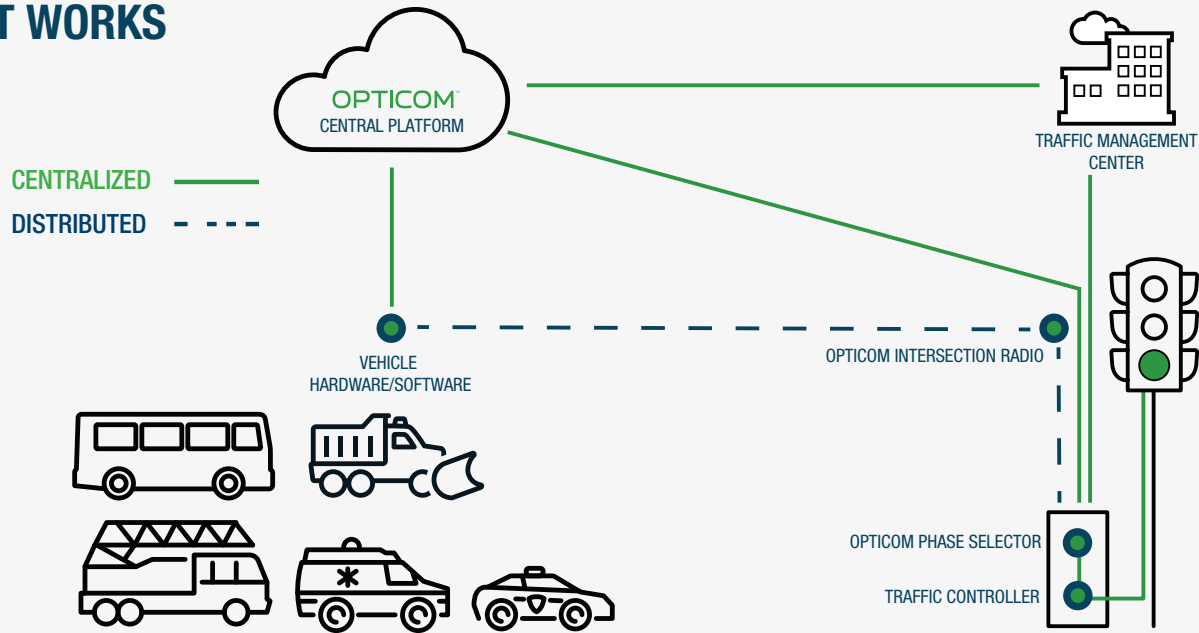 T WORKS
OPTICOM™
CENTRAL PLATFORM
TRAFFIC MANAGEMENT
CENTER
CENTRALIZED
DISTRIBUTED
VEHICLE
HARDWARE/SOFTWARE
OPTICOM INTERSECTION RADIO
OPTICOM PHASE SELECTOR
TRAFFIC CONTROLLER